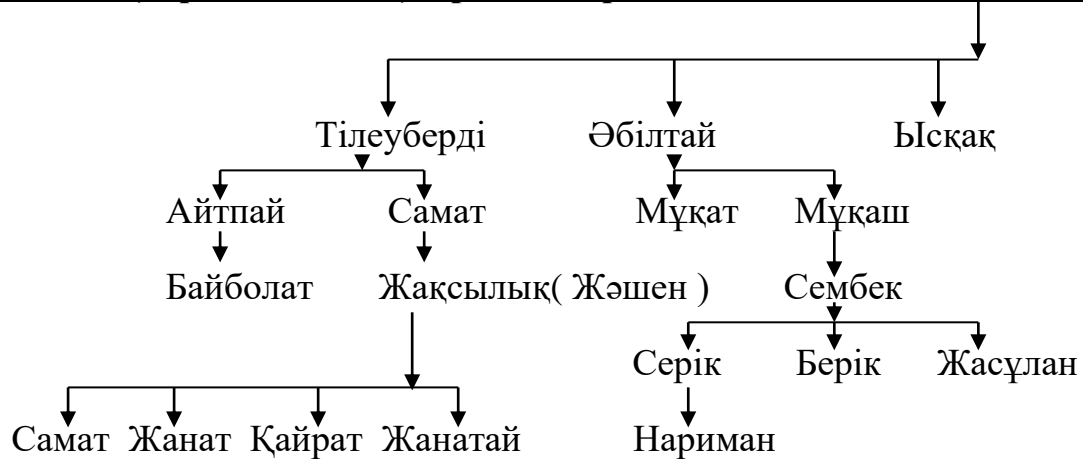 Тілеуберді Әбілтай Ысқақ
Айтпай Самат Мұқат Мұқаш
Байболат Жақсылық( Жәшен ) Сембек
Серік Берік Жасұлан
Самат Жанат Қайрат Жанатай Нариман